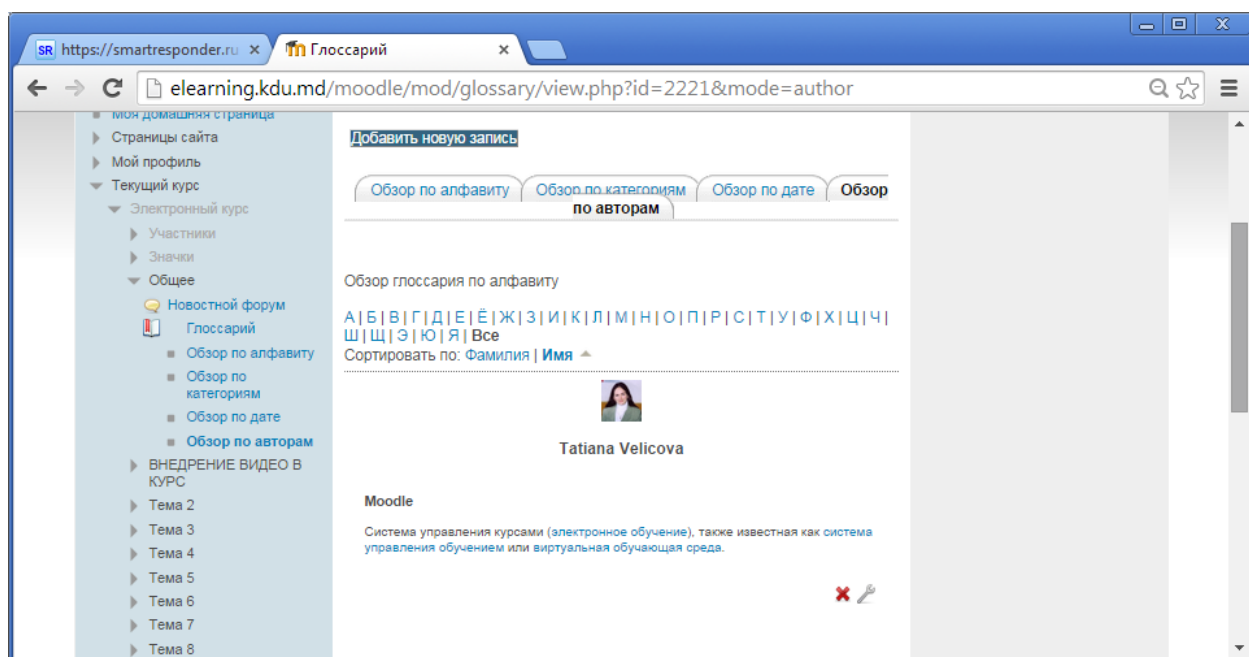 https://smartresponder.ru
Глоссарий
elearning.kdu.md/moodle/mod/glossary/view.php?id=2221&mode=author
Моя домашняя страница
Страницы сайта
Мой профиль
Текущий курс
Электронный курс
Участники
Значки
Общее
Новостной форум
Глоссарий
Обзор по алфавиту
Обзор по
категориям
Обзор по дате
Обзор по авторам
ВНЕДРЕНИЕ ВИДЕО В
КУРС
Тема 2
Тема 3
Тема 4
Тема 5
Тема 6
Тема 7
Тема 8
Добавить новую запись
Обзор по алфавиту Обзор по категориям Обзор по дате Обзор
по авторам
Обзор глоссария по алфавиту
А | Б | В | Г | Д | Е | Ё | Ж | З | И | К | Л | М | Н | О | П | Р | С | Т | У | Ф | Х | Ц | Ч |
Ш | Щ | Э | Ю | Я | Все
Сортировать по: Фамилия | Имя
Tatiana Velicova
Moodle
Система управления курсами (электронное обучение), также известная как система
управления обучением или виртуальная обучающая среда.